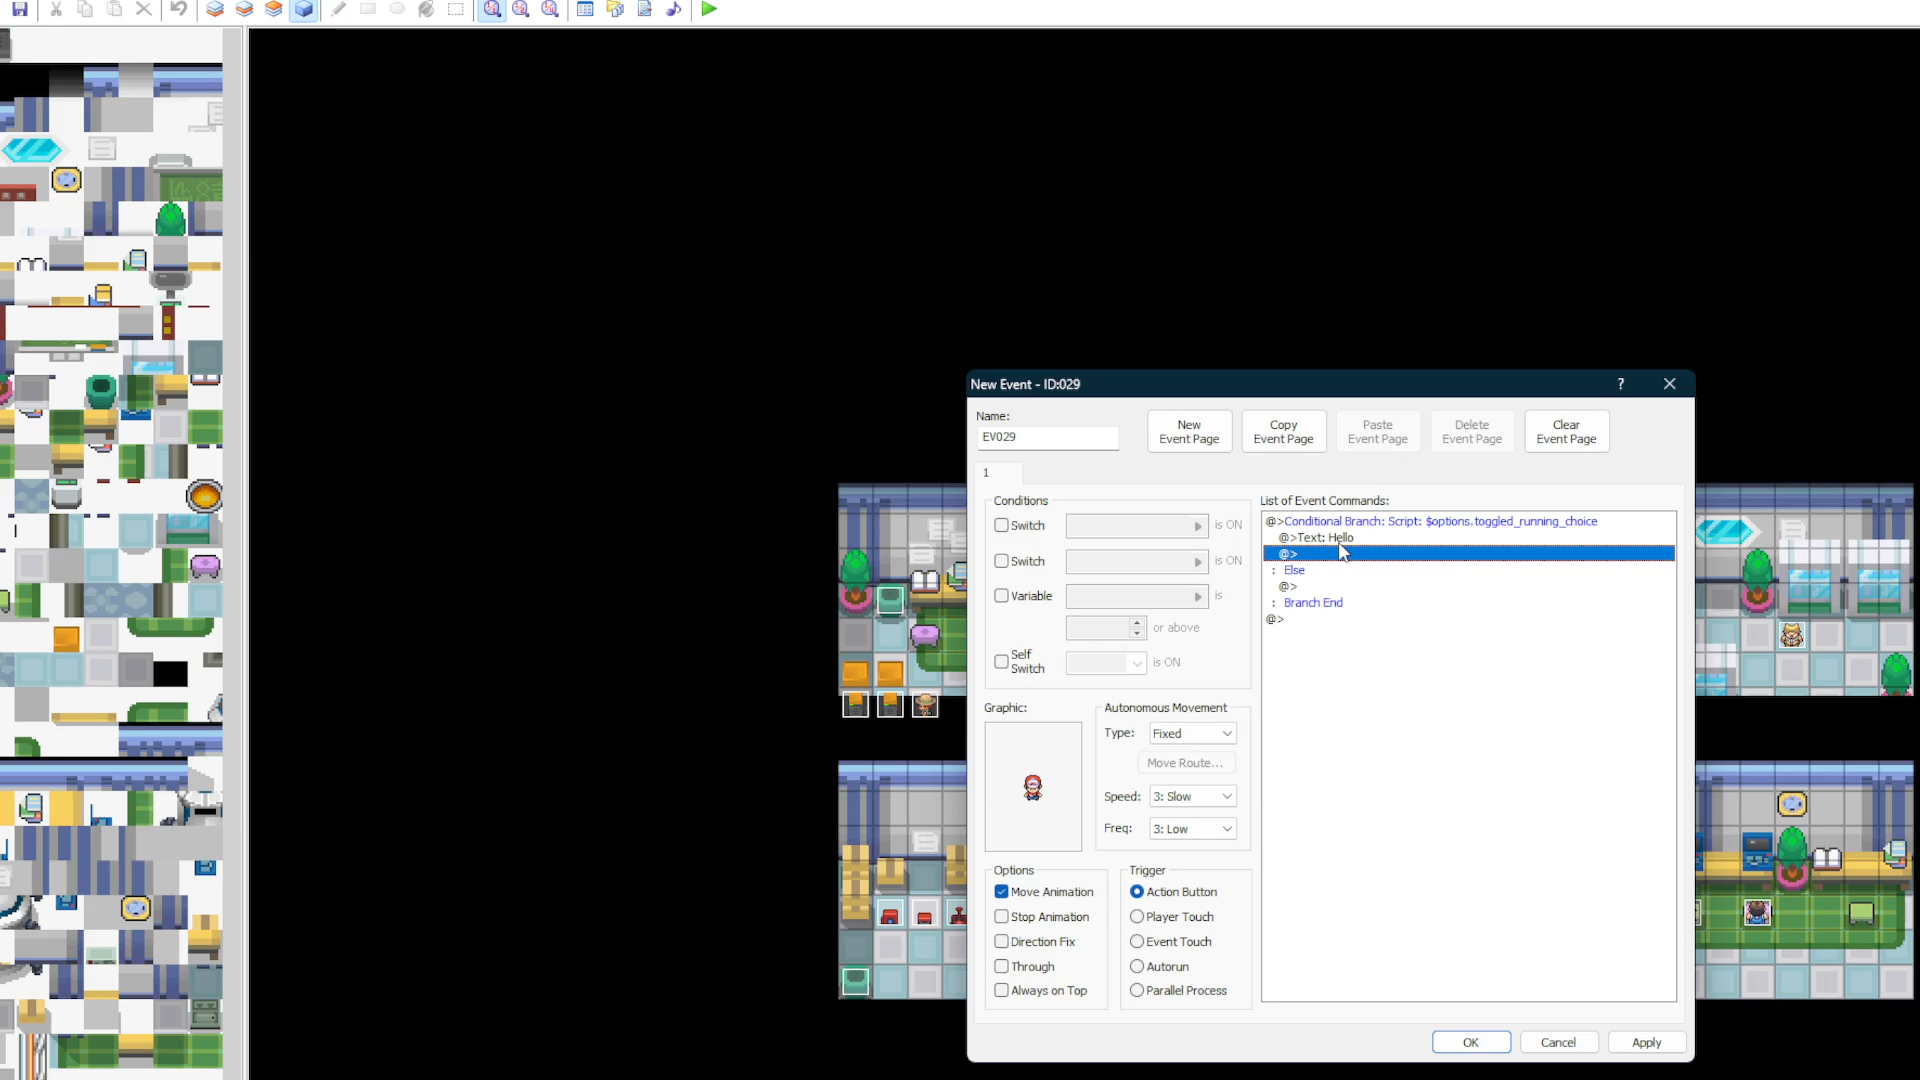 New Event - ID:029
?
Name:
EV029
New
Event Page
Copy
Event Page
Paste
Event Page
Delete
Event Page
Clear
Event Page
1
Conditions
Switch
is ON
Switch
is ON
Variable
is
or above
Self
Switch
is ON
Graphic:
Autonomous Movement
Type:
Fixed
Move Route...
Speed:
3: Slow
Freq:
3: Low
Options
Move Animation
Stop Animation
Direction Fix
Through
Always on Top
Trigger
Action Button
Player Touch
Event Touch
Autorun
Parallel Process
List of Event Commands:
@>Conditional Branch: Script: $options.toggled_running_choice
@>Text: Hello
@>
: Else
@>
: Branch End
@>
OK
Cancel
Apply